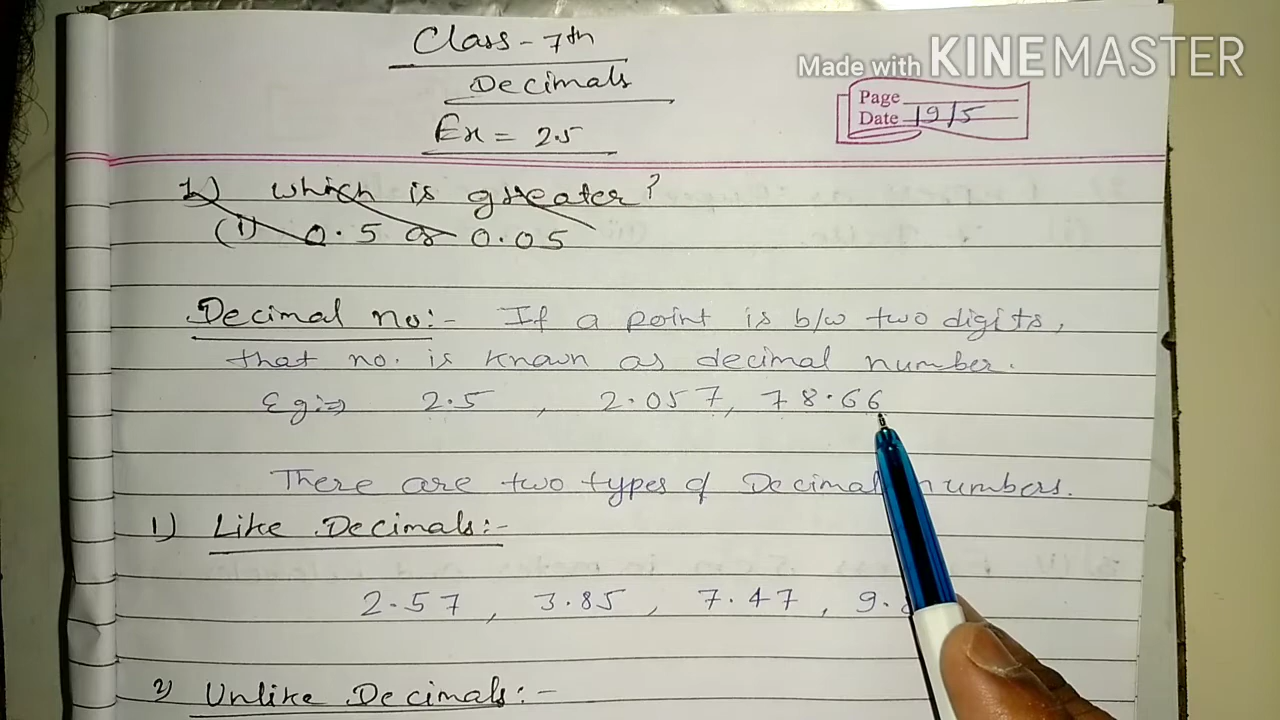 Class - 7th
Made with KINEMASTER
Decimals
Page
Date 19/5
Ex = 2.5
1) which is greater?
(i) 0.5 or 0.05
Decimal no:- If a point is b/w two digits,
that no. is known as decimal number.
Eg:⇒ 2.5 , 2.057, 78.66
There are two types of Decimal numbers.
1) Like Decimals:-
2.57 , 3.85 , 7.47 , 9.
2) Unlike Decimals:-